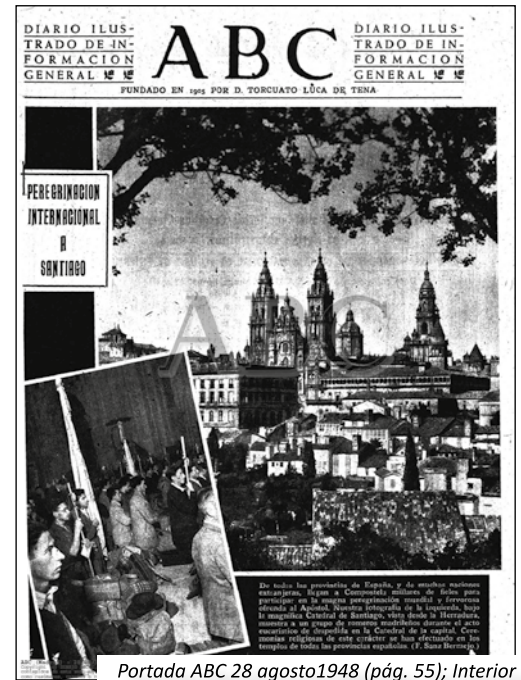 DIARIO ILUS-
TRADO DE IN-
FORMACION
GENERAL
ABC
DIARIO ILUS-
TRADO DE IN-
FORMACION
GENERAL
FUNDADO EN 1905 POR D. TORCUATO LUCA DE TENA
PEREGRINACION
INTERNACIONAL
A
SANTIAGO
ABC
De todas las provincias de España, y de muchas naciones
extranjeras, llegan a Compostela millares de fieles para
participar en la magna peregrinación mundial y fervorosa
ofrenda al Apóstol. Nuestra fotografía de la izquierda, bajo
la magnífica Catedral de Santiago, vista desde la Herradura,
muestra a un grupo de romeros madrileños durante el acto
eucarístico de despedida en la Catedral de la capital. Cere-
monias religiosas de este carácter se han efectuado en los
templos de todas las provincias españolas. (F. Sanz Bermejo.)
Portada ABC 28 agosto1948 (pág. 55); Interior